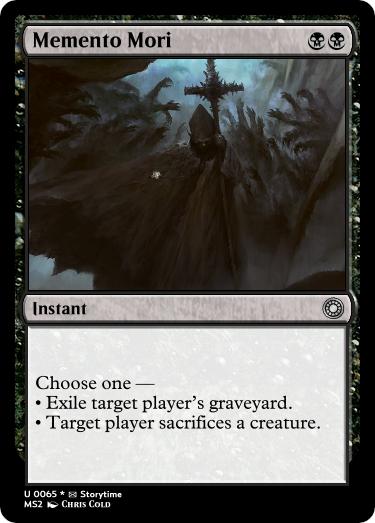 Memento Mori
Instant
Choose one —
• Exile target player's graveyard.
• Target player sacrifices a creature.
U 0065 * ✉ Storytime
MS2 Chris Cold